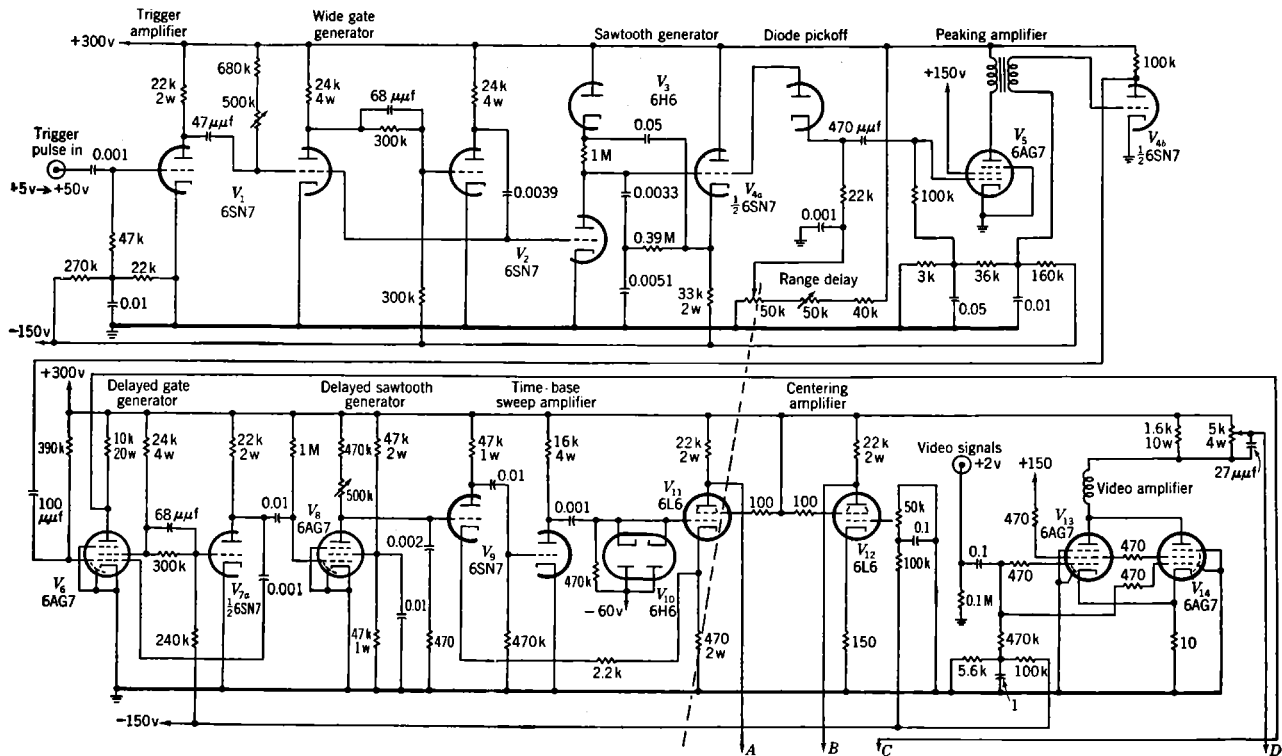 Trigger
amplifier
Wide gate
generator
Sawtooth generator
Diode pickoff
Peaking amplifier
+300v
680k
22k
2w
500k
24k
4w
68 μμf
300k
24k
4w
V3
6H6
0.05
1M
470 μμf
+150v
V5
6AG7
100k
V4b
½6SN7
Trigger
pulse in
+5v→+50v
0.001
47 μμf
V1
6SN7
0.0039
V2
6SN7
0.0033
V4a
½6SN7
0.39M
0.0051
0.001
22k
100k
47k
270k
22k
0.01
300k
33k
2w
Range delay
50k
50k
40k
3k
36k
160k
0.05
0.01
−150v
+300v
Delayed gate
generator
Delayed sawtooth
generator
Time-base
sweep amplifier
Centering
amplifier
390k
10k
20w
24k
4w
22k
2w
1M
470k
47k
2w
500k
47k
1w
16k
4w
22k
2w
22k
2w
Video signals
+2v
+150
1.6k
10w
5k
4w
27 μμf
Video amplifier
100
μμf
68 μμf
300k
0.01
V8
6AG7
0.01
0.001
V11
6L6
100
100
V12
6L6
50k
0.1
100k
0.1
470
V13
6AG7
470
470
470
V14
6AG7
V6
6AG7
V7a
½6SN7
0.001
0.002
0.01
V9
6SN7
470k
V10
6H6
−60v
0.1M
240k
47k
1w
470
470k
2.2k
470
2w
150
470k
5.6k
100k
1
10
−150v
A
B
C
D